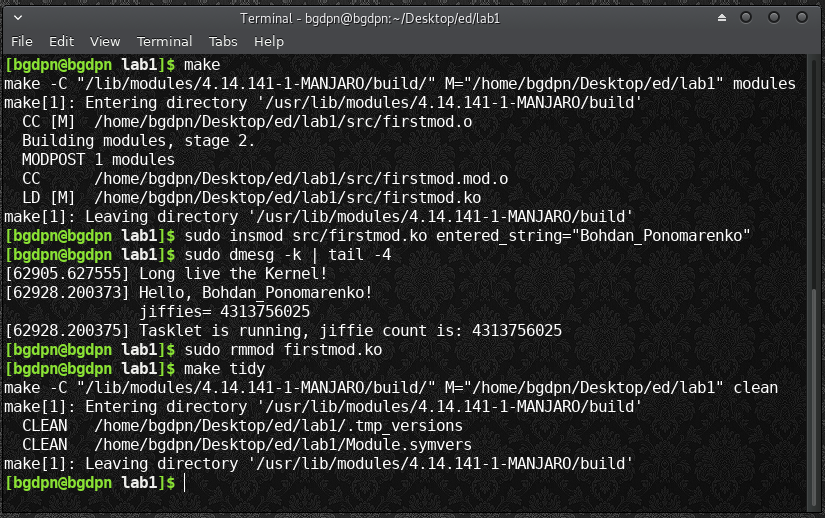 Terminal - bgdpn@bgdpn:~/Desktop/ed/lab1
File Edit View Terminal Tabs Help
[bgdpn@bgdpn lab1]$ make
make -C "/lib/modules/4.14.141-1-MANJARO/build/" M="/home/bgdpn/Desktop/ed/lab1" modules
make[1]: Entering directory '/usr/lib/modules/4.14.141-1-MANJARO/build'
  CC [M]  /home/bgdpn/Desktop/ed/lab1/src/firstmod.o
  Building modules, stage 2.
  MODPOST 1 modules
  CC      /home/bgdpn/Desktop/ed/lab1/src/firstmod.mod.o
  LD [M]  /home/bgdpn/Desktop/ed/lab1/src/firstmod.ko
make[1]: Leaving directory '/usr/lib/modules/4.14.141-1-MANJARO/build'
[bgdpn@bgdpn lab1]$ sudo insmod src/firstmod.ko entered_string="Bohdan_Ponomarenko"
[bgdpn@bgdpn lab1]$ sudo dmesg -k | tail -4
[62905.627555] Long live the Kernel!
[62928.200373] Hello, Bohdan_Ponomarenko!
               jiffies= 4313756025
[62928.200375] Tasklet is running, jiffie count is: 4313756025
[bgdpn@bgdpn lab1]$ sudo rmmod firstmod.ko
[bgdpn@bgdpn lab1]$ make tidy
make -C "/lib/modules/4.14.141-1-MANJARO/build/" M="/home/bgdpn/Desktop/ed/lab1" clean
make[1]: Entering directory '/usr/lib/modules/4.14.141-1-MANJARO/build'
  CLEAN   /home/bgdpn/Desktop/ed/lab1/.tmp_versions
  CLEAN   /home/bgdpn/Desktop/ed/lab1/Module.symvers
make[1]: Leaving directory '/usr/lib/modules/4.14.141-1-MANJARO/build'
[bgdpn@bgdpn lab1]$